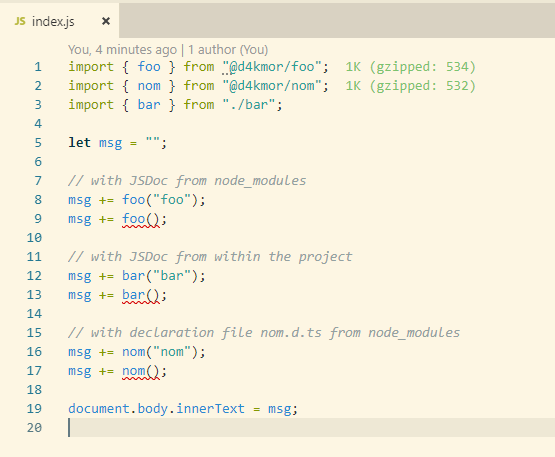 JS index.js ×
You, 4 minutes ago | 1 author (You)
1 import { foo } from "@d4kmor/foo"; 1K (gzipped: 534)
2 import { nom } from "@d4kmor/nom"; 1K (gzipped: 532)
3 import { bar } from "./bar";
4
5 let msg = "";
6
7 // with JSDoc from node_modules
8 msg += foo("foo");
9 msg += foo();
10
11 // with JSDoc from within the project
12 msg += bar("bar");
13 msg += bar();
14
15 // with declaration file nom.d.ts from node_modules
16 msg += nom("nom");
17 msg += nom();
18
19 document.body.innerText = msg;
20